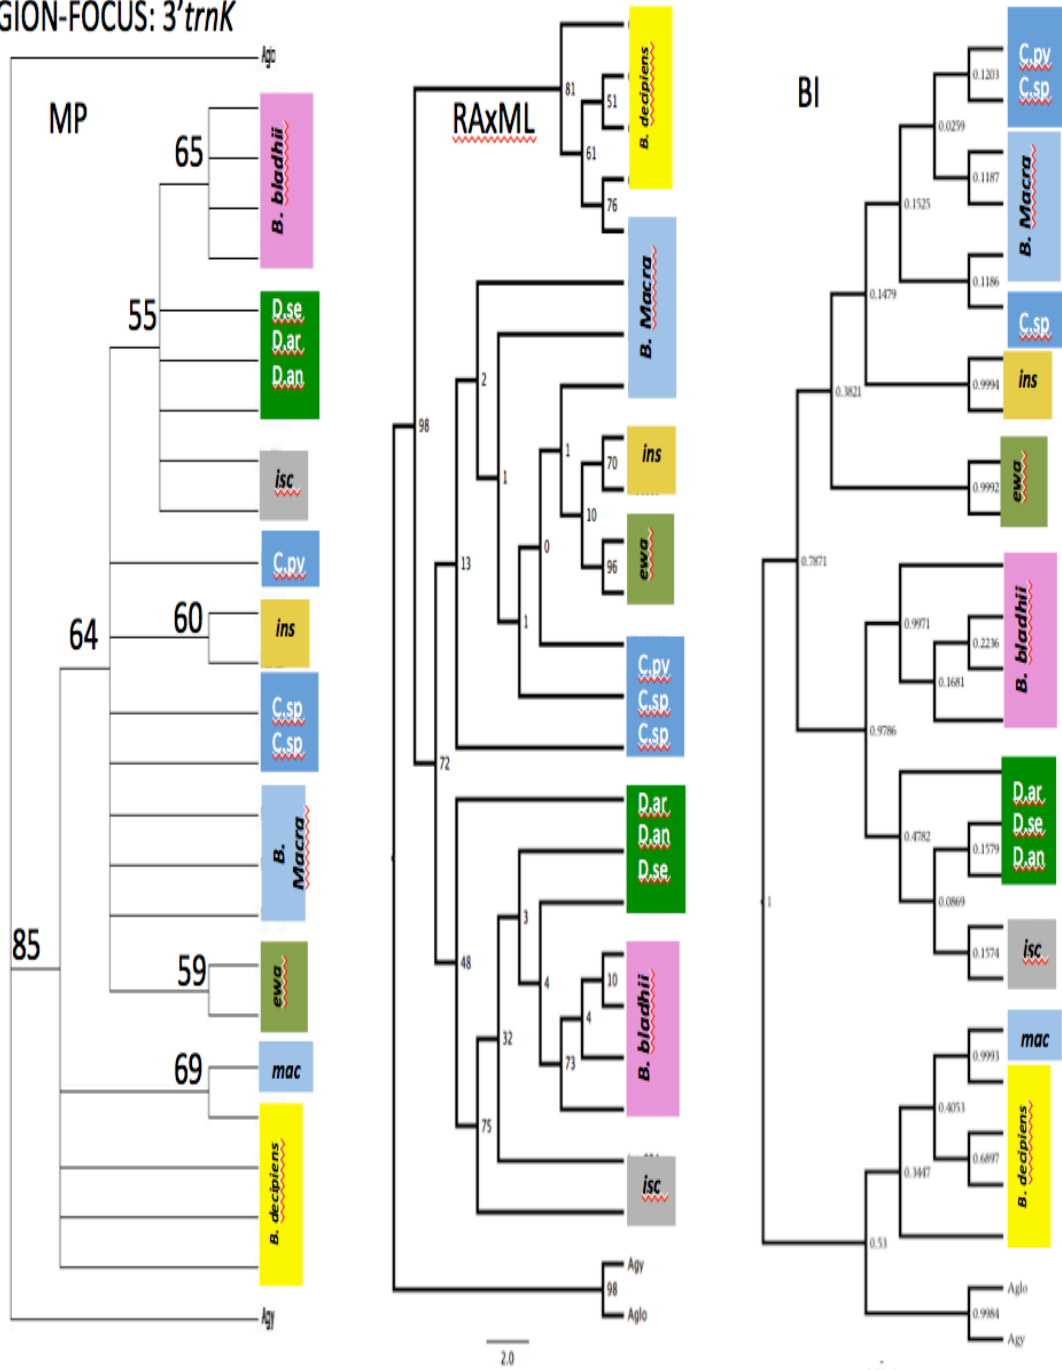 GION-FOCUS: 3'trnK
MP
Aglo
65
B. bladhii
55
D.se
D.ar
D.an
isc
C.pv
64
60
ins
C.sp
C.sp
B.
Macra
85
59
ewa
69
mac
B. decipiens
Agy
RAxML
81
51
61
76
B. decipiens
98
2
1
B. Macra
1
70
ins
10
0
96
ewa
13
1
C.pv
C.sp
C.sp
72
D.ar
D.an
D.se
3
48
4
10
4
73
B. bladhii
32
75
isc
Agy
98
Aglo
2.0
BI
0.1203
C.pv
C.sp
0.0259
0.1187
B. Macra
0.1525
0.1186
C.sp
0.1479
0.9994
ins
0.3821
0.9992
ewa
0.7871
0.9971
0.2236
0.1681
B. bladhii
0.9786
0.4782
D.ar
D.se
D.an
0.1579
0.0869
0.1574
isc
1
mac
0.9993
0.4053
0.6897
B. decipiens
0.3447
0.53
Aglo
0.9984
Agy